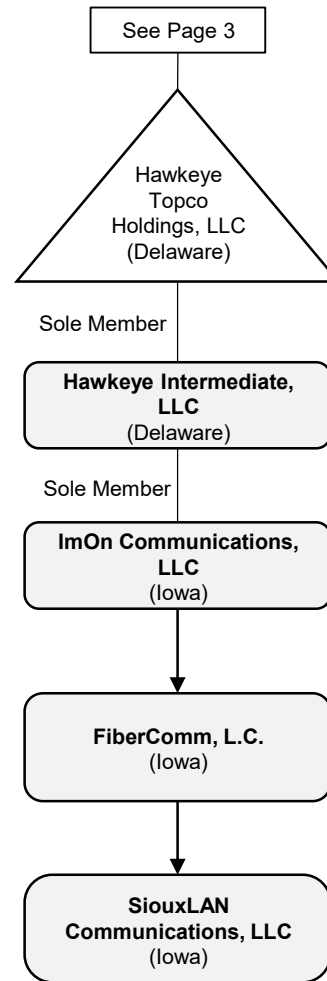 See Page 3
Hawkeye
Topco
Holdings, LLC
(Delaware)
Sole Member
Hawkeye Intermediate,
LLC
(Delaware)
Sole Member
ImOn Communications,
LLC
(Iowa)
FiberComm, L.C.
(Iowa)
SiouxLAN
Communications, LLC
(Iowa)